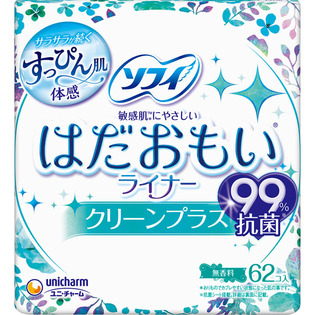 サラサラが続く
すっぴん肌
体感
ソフィ
敏感肌※にやさしい
はだおもい®
ライナー
クリーンプラス
99%
抗菌
無香料
62コ入
unicharm
ユニ・チャーム